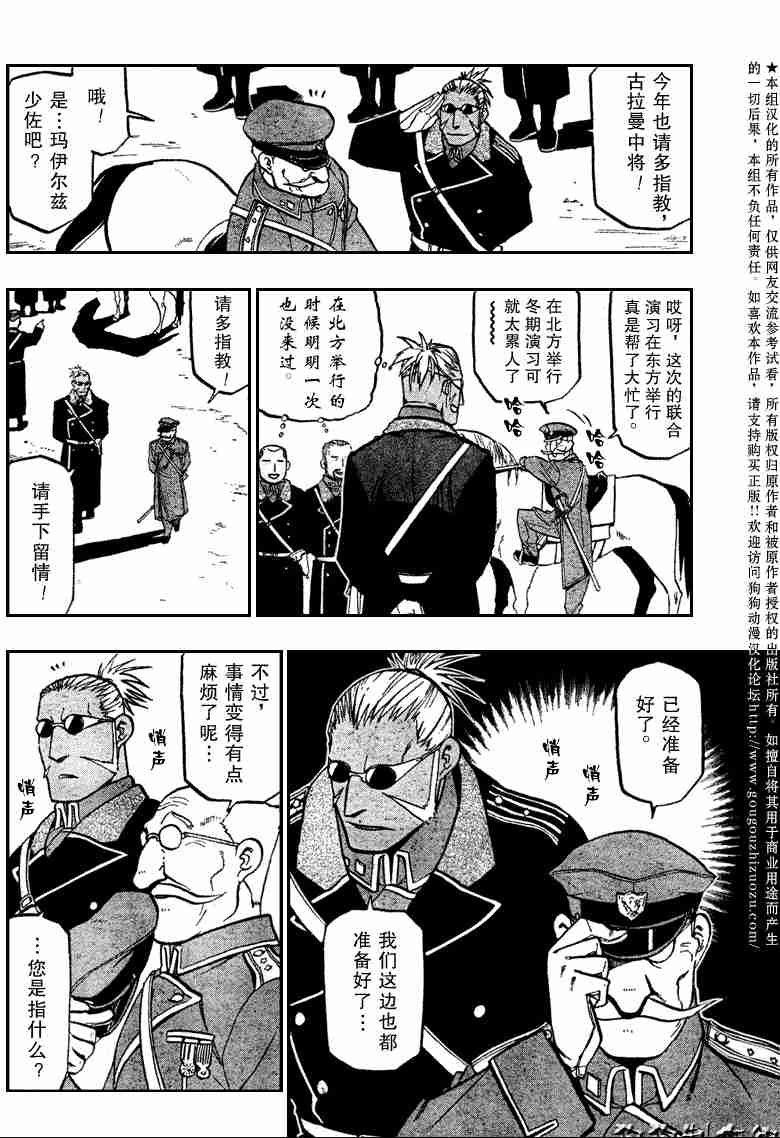 今年也请多指教，
古拉曼中将！
哦！
是…玛伊尔兹
少佐吧？
哎呀，这次的联合
演习在东方举行
真是帮了大忙了。
在北方举行
冬期演习可
就太累人了
哈哈
哈哈
在北方举行的
时候明明一次
也没来过。
请多指教！
请手下留情！
已经准备
好了。
悄声
我们这边也都
准备好了…
不过，
事情变得有点
麻烦了呢…
悄声
悄声
…您是指什么？
★本组汉化的所有作品，仅供网友交流参考试看，所有版权归原作者和被原作者授权的出版社所有。如擅自将其用于商业用途而产生
的一切后果，本组不负任何责任。如喜欢本作品，请支持购买正版!!欢迎访问狗狗动漫汉化论坛http://www.gougouzhizuozu.com/